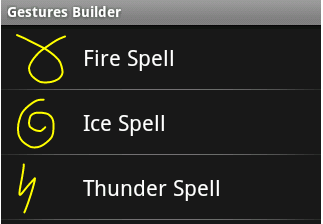 Gestures Builder
Fire Spell
Ice Spell
Thunder Spell